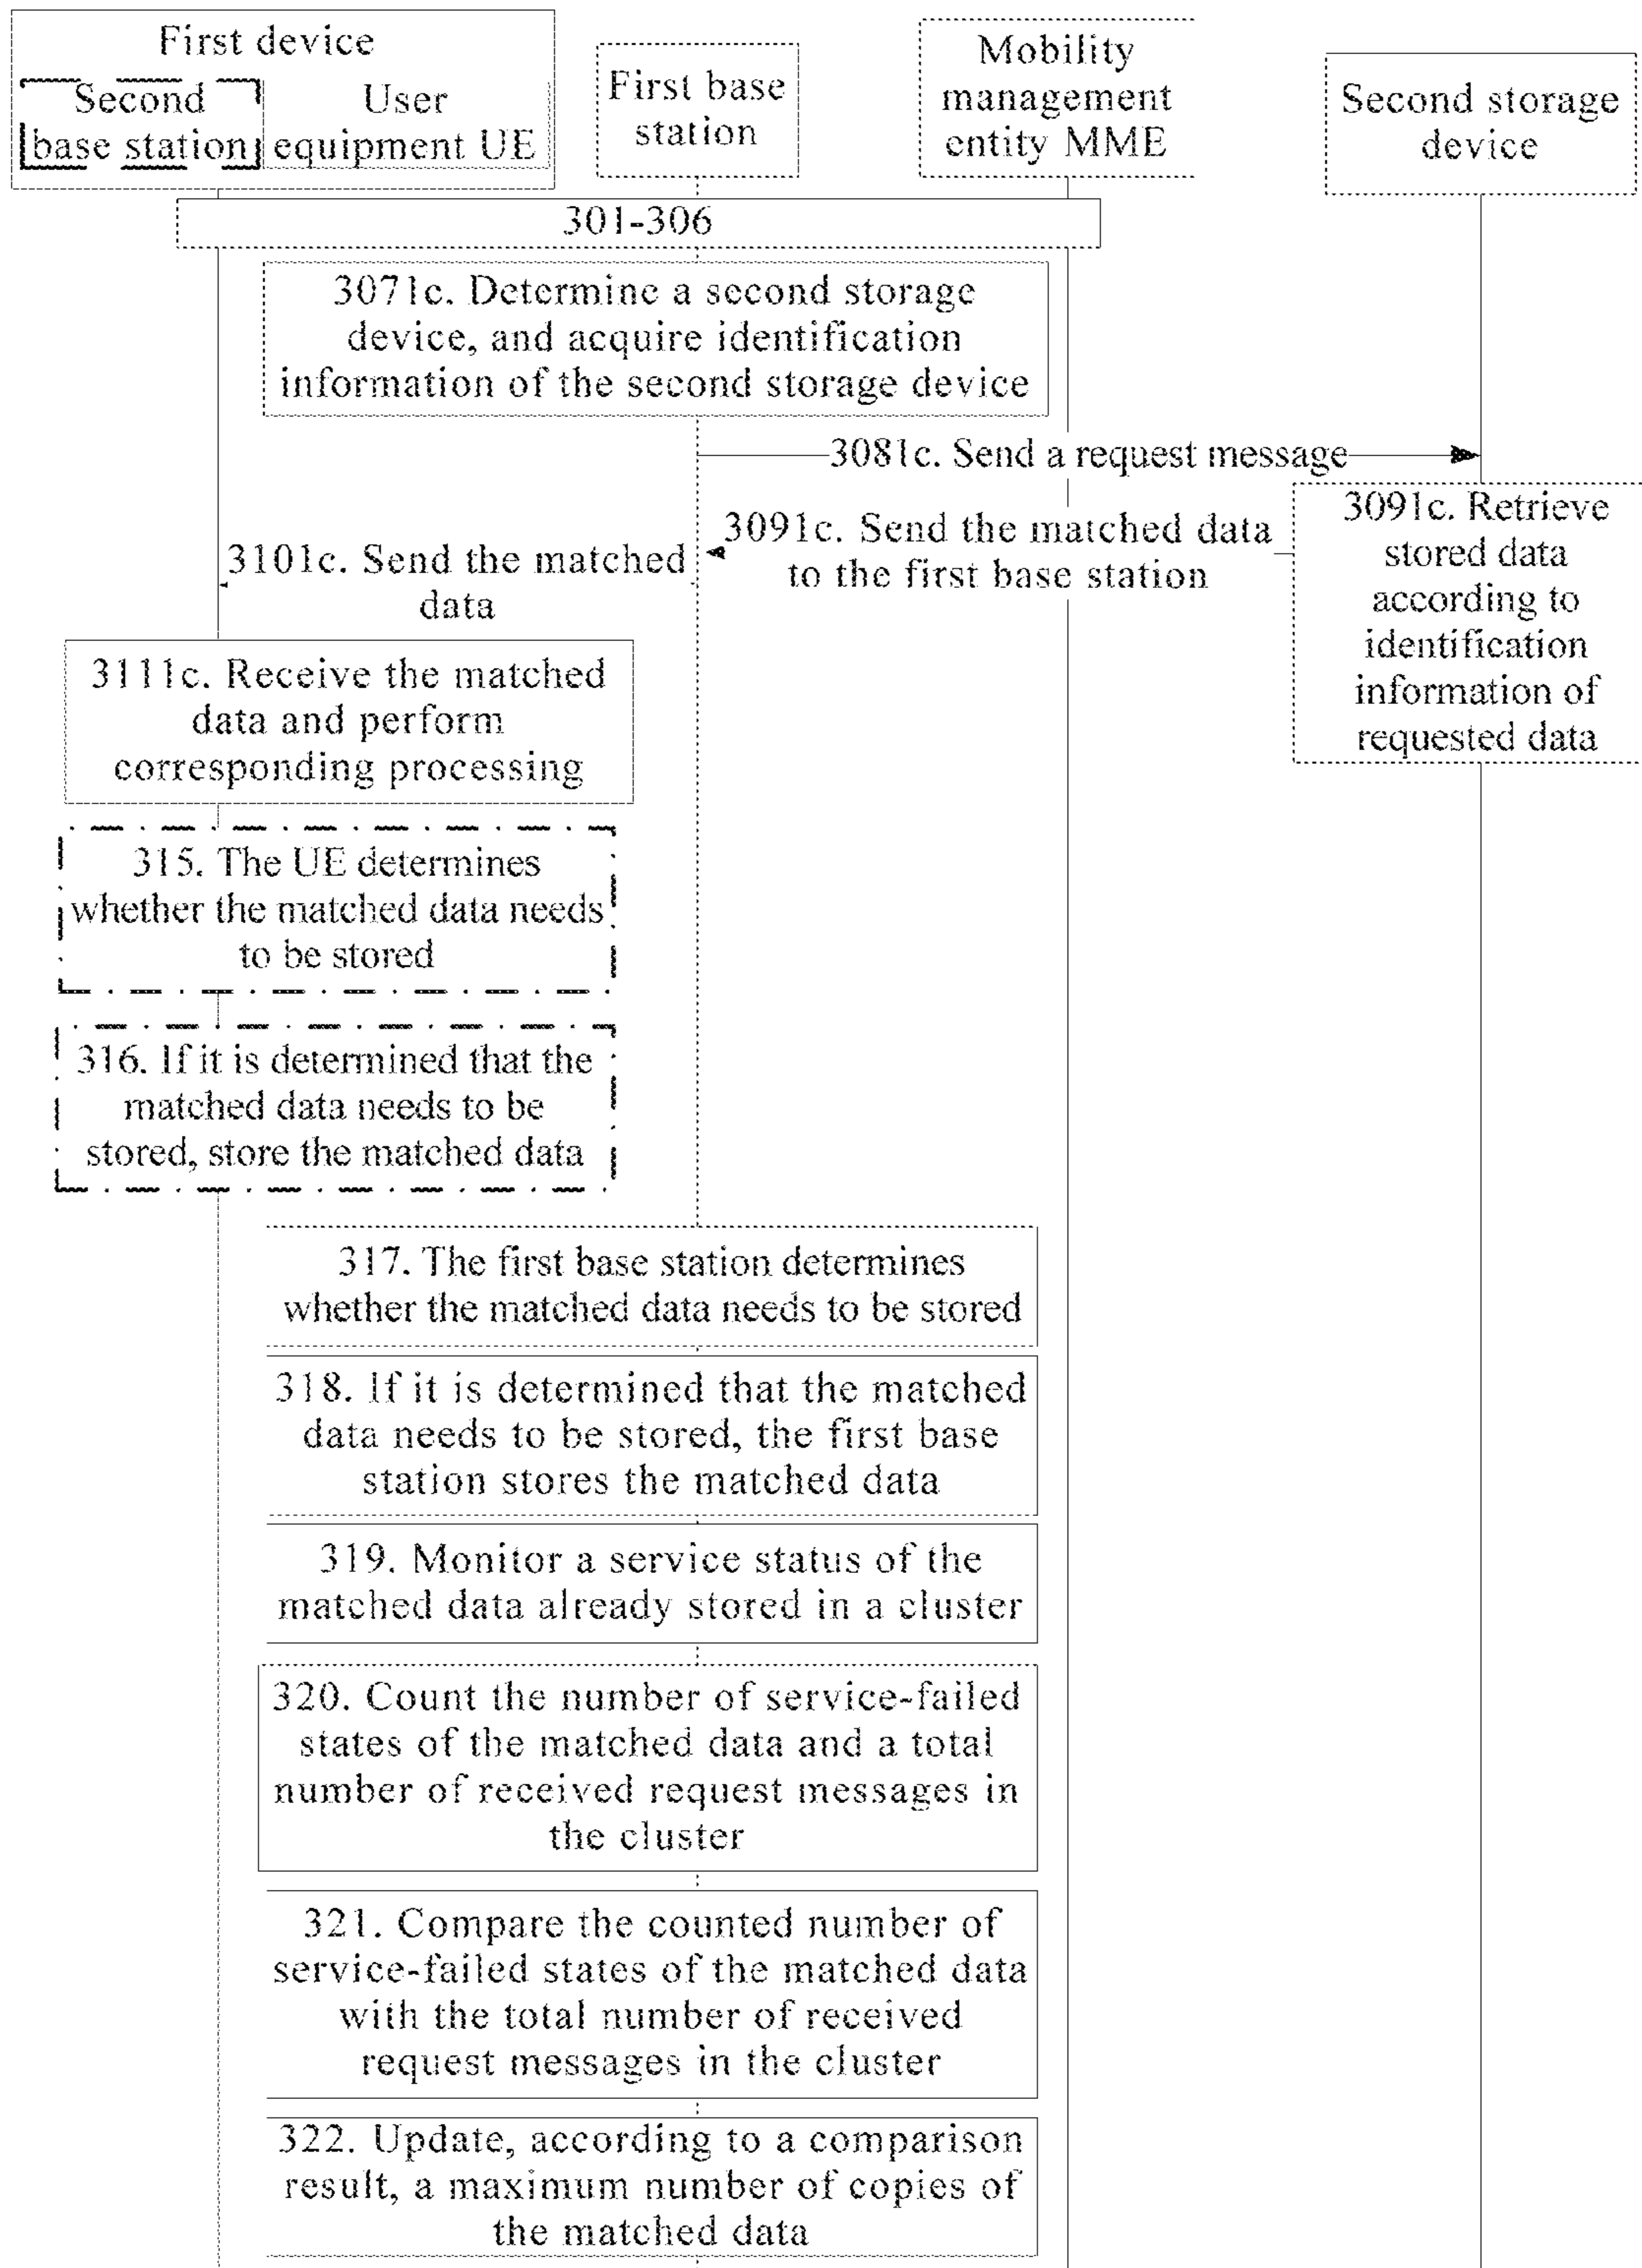 First device
Second
base station
User
equipment UE
First base
station
Mobility
management
entity MME
Second storage
device
301-306
3071c. Determine a second storage
device, and acquire identification
information of the second storage device
3081c. Send a request message
3091c. Send the matched data
to the first base station
3091c. Retrieve
stored data
according to
identification
information of
requested data
3101c. Send the matched
data
3111c. Receive the matched
data and perform
corresponding processing
315. The UE determines
whether the matched data needs
to be stored
316. If it is determined that the
matched data needs to be
stored, store the matched data
317. The first base station determines
whether the matched data needs to be stored
318. If it is determined that the matched
data needs to be stored, the first base
station stores the matched data
319. Monitor a service status of the
matched data already stored in a cluster
320. Count the number of service-failed
states of the matched data and a total
number of received request messages in
the cluster
321. Compare the counted number of
service-failed states of the matched data
with the total number of received
request messages in the cluster
322. Update, according to a comparison
result, a maximum number of copies of
the matched data